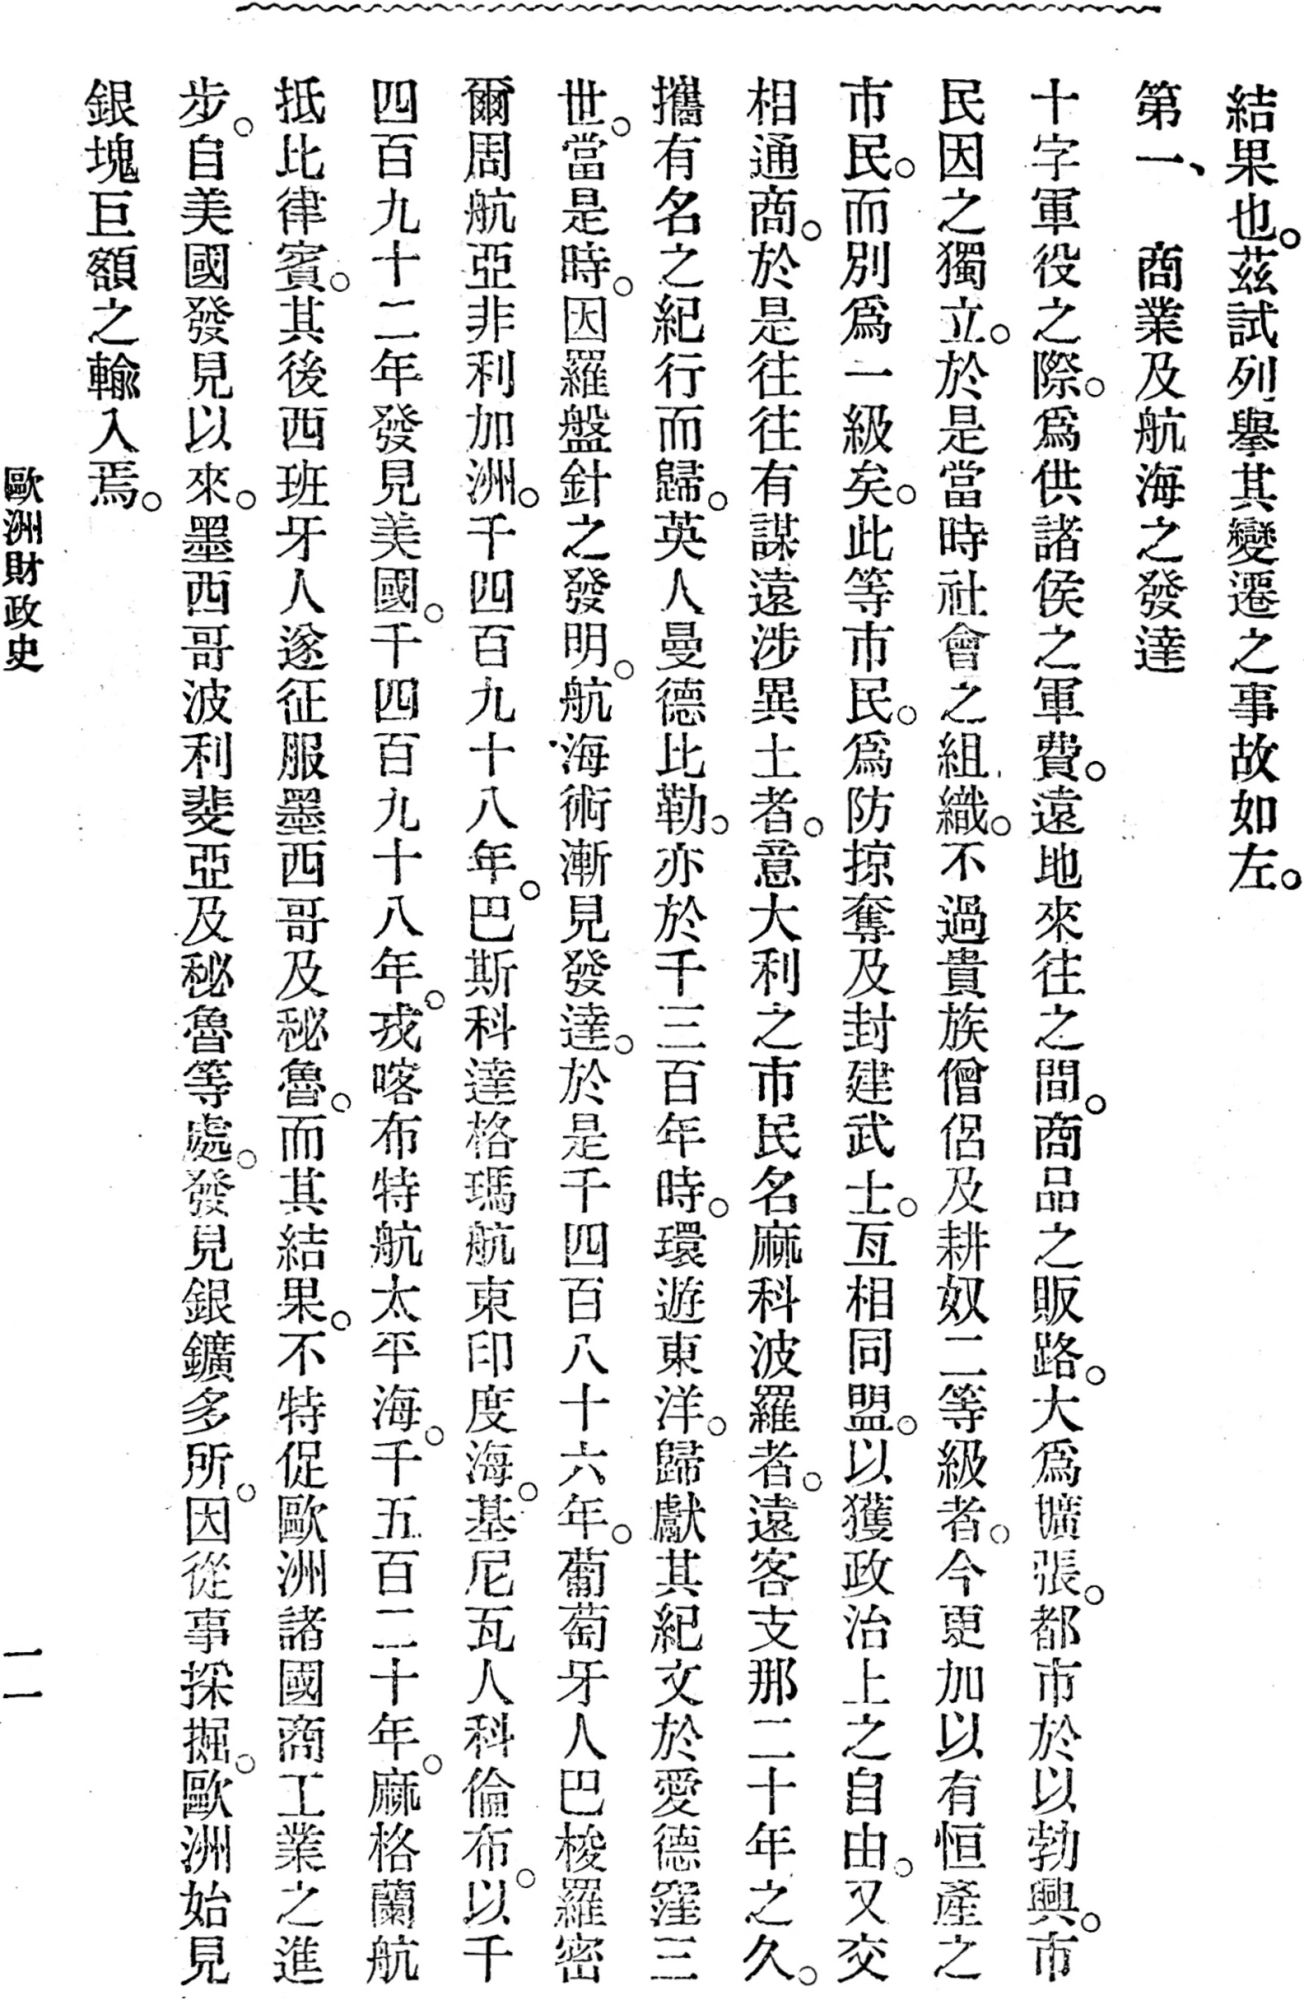 結果也。茲試列擧其變遷之事故如左。
第一、　商業及航海之發達
十字軍役之際。爲供諸侯之軍費。遠地來往之間。商品之販路。大爲壙張。都市於以勃興。市
民因之獨立。於是當時社會之組織。不過貴族僧侶及耕奴二等級者。今更加以有恒產之
市民。而別爲一級矣。此等市民。爲防掠奪及封建武士。亙相同盟。以獲政治上之自由。又交
相通商。於是往往有謀遠涉異土者。意大利之市民名麻科波羅者。遠客支那二十年之久。
攜有名之紀行而歸。英人曼德比勒。亦於千三百年時。環遊東洋。歸獻其紀文於愛德窪三
世。當是時。因羅盤針之發明。航海術漸見發達。於是千四百八十六年。葡萄牙人巴梭羅密
爾周航亞非利加洲。千四百九十八年。巴斯科達格瑪航東印度海。基尼瓦人科倫布。以千
四百九十二年發見美國。千四百九十八年。戎喀布特航太平海。千五百二十年。麻格蘭航
抵比律賓。其後西班牙人遂征服墨西哥及秘魯。而其結果。不特促歐洲諸國商工業之進
步。自美國發見以來。墨西哥波利斐亞及秘魯等處。發見銀鑛多所。因從事採掘。歐洲始見
銀塊巨額之輸入焉。
歐洲財政史
一一